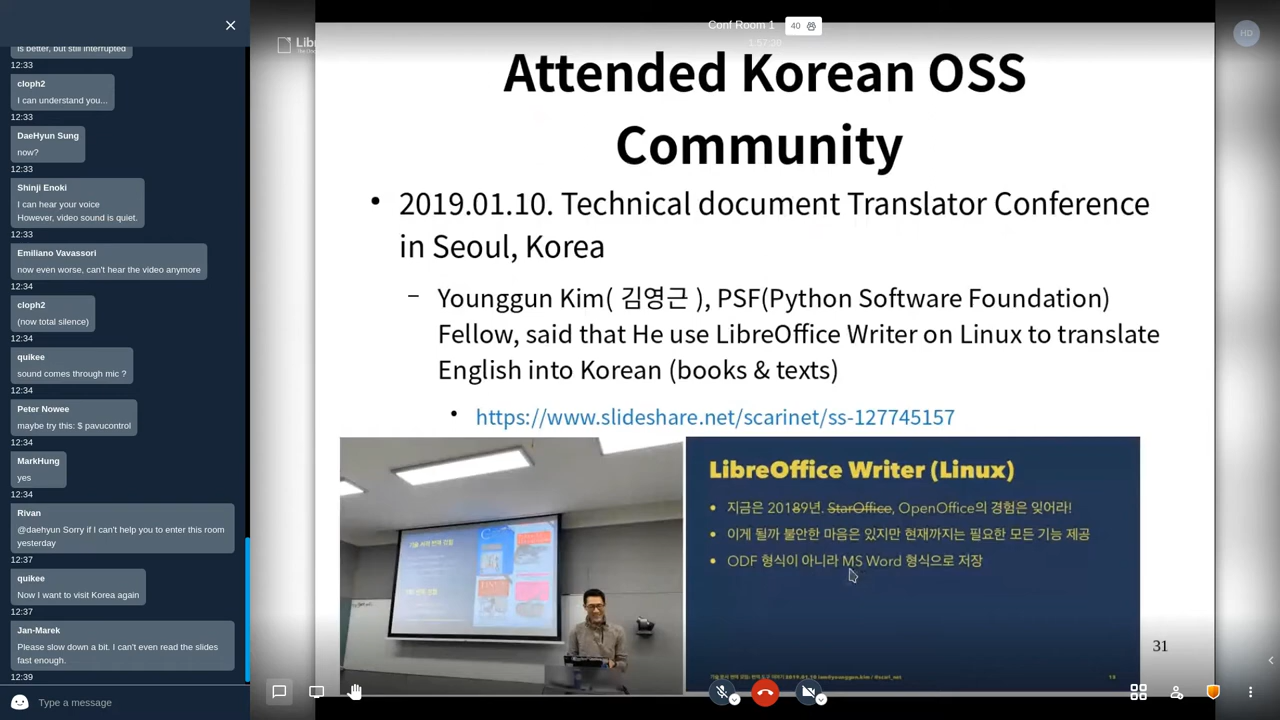 is better, but still interrupted
12:33
cloph2
I can understand you...
12:33
DaeHyun Sung
now?
12:33
Shinji Enoki
I can hear your voice
However, video sound is quiet.
12:33
Emiliano Vavassori
now even worse, can't hear the video anymore
12:34
cloph2
(now total silence)
12:34
quikee
sound comes through mic ?
12:34
Peter Nowee
maybe try this: $ pavucontrol
12:34
MarkHung
yes
12:34
Rivan
@daehyun Sorry if I can't help you to enter this room
yesterday
12:37
quikee
Now I want to visit Korea again
12:37
Jan-Marek
Please slow down a bit. I can't even read the slides
fast enough.
12:39
Type a message
Conf Room 1
40
1:57:30
HD
Attended Korean OSS
Community
• 2019.01.10. Technical document Translator Conference
in Seoul, Korea
– Younggun Kim( 김영근 ), PSF(Python Software Foundation)
Fellow, said that He use LibreOffice Writer on Linux to translate
English into Korean (books & texts)
• https://www.slideshare.net/scarinet/ss-127745157
LibreOffice Writer (Linux)
• 지금은 20189년. StarOffice, OpenOffice의 경험은 잊어라!
• 이게 될까 불안한 마음은 있지만 현재까지는 필요한 모든 기능 제공
• ODF 형식이 아니라 MS Word 형식으로 저장
31